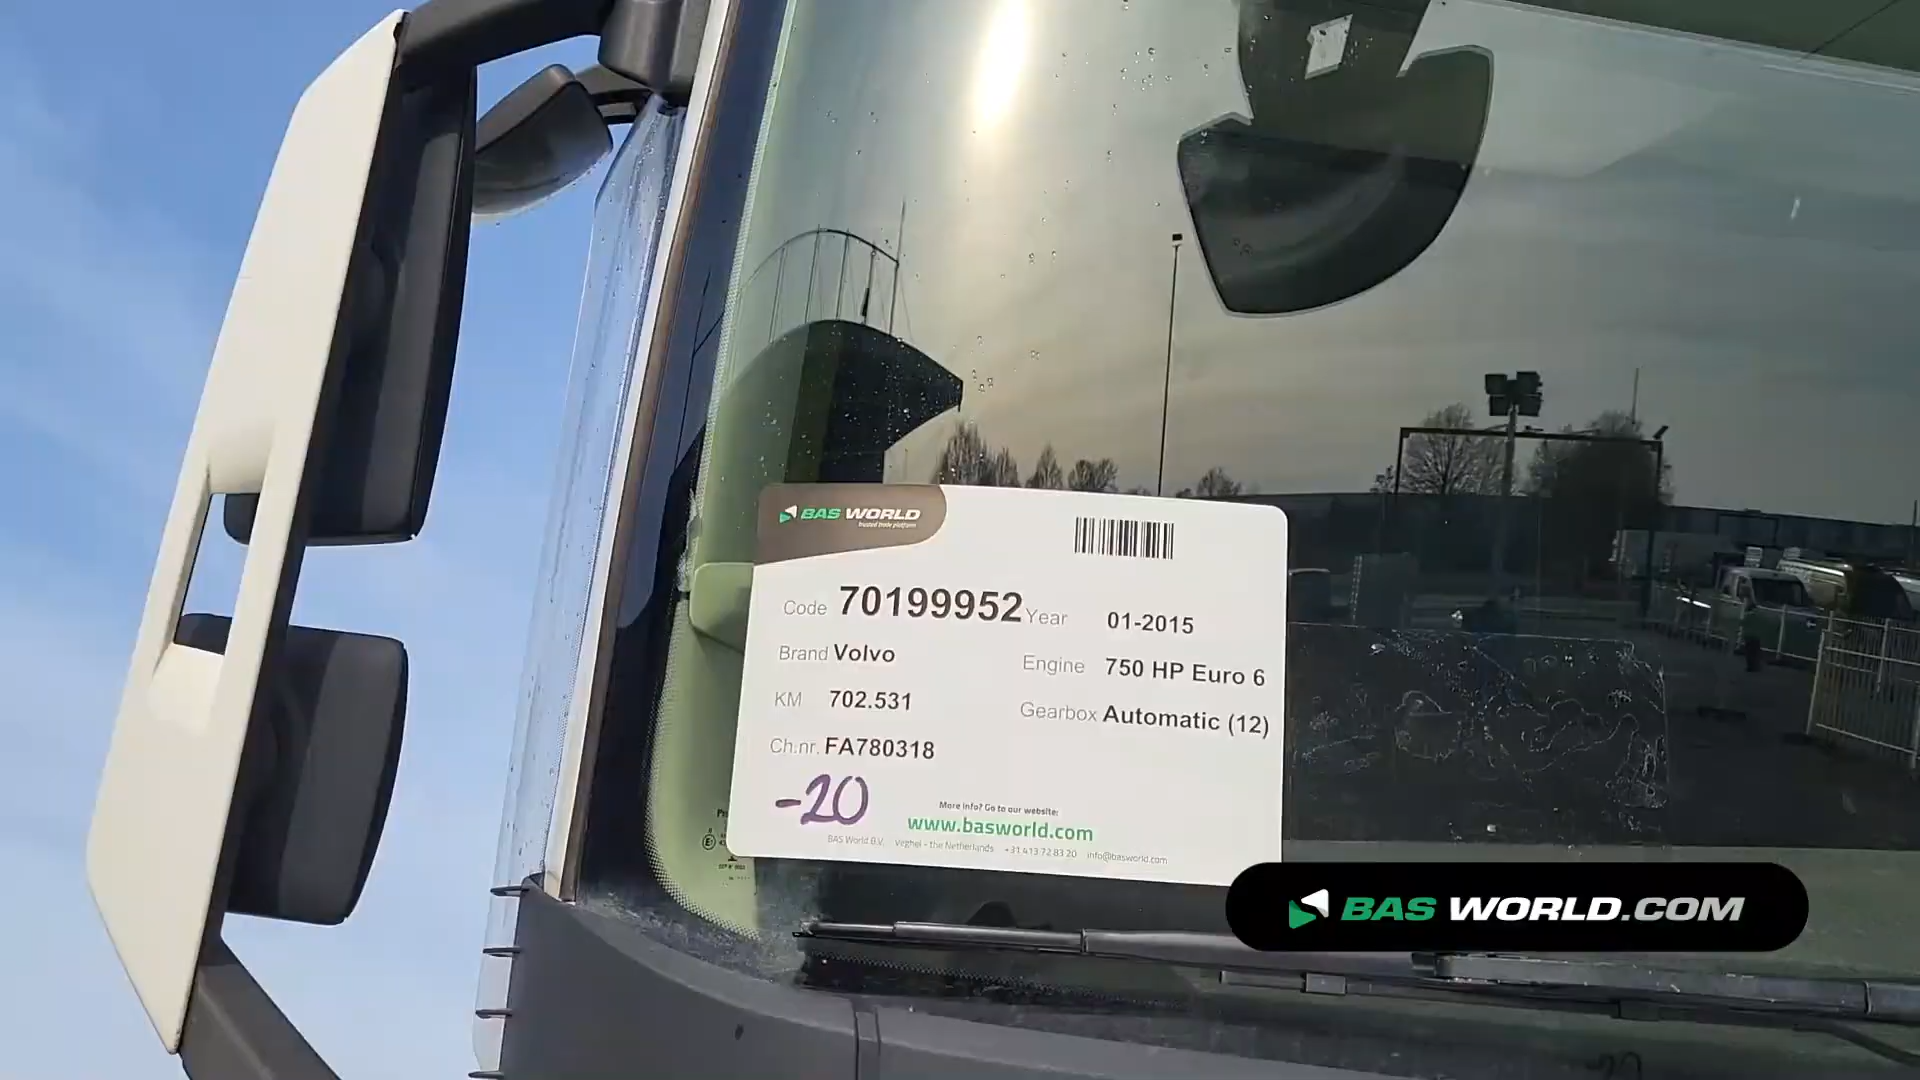 BAS WORLD
trusted trade platform
Code 70199952 Year 01-2015
Brand Volvo
Engine 750 HP Euro 6
KM 702.531
Gearbox Automatic (12)
Ch.nr. FA780318
-20
More info? Go to our website:
www.basworld.com
BAS World B.V. Veghel - the Netherlands +31 413 72 83 20 info@basworld.com
BAS WORLD.COM